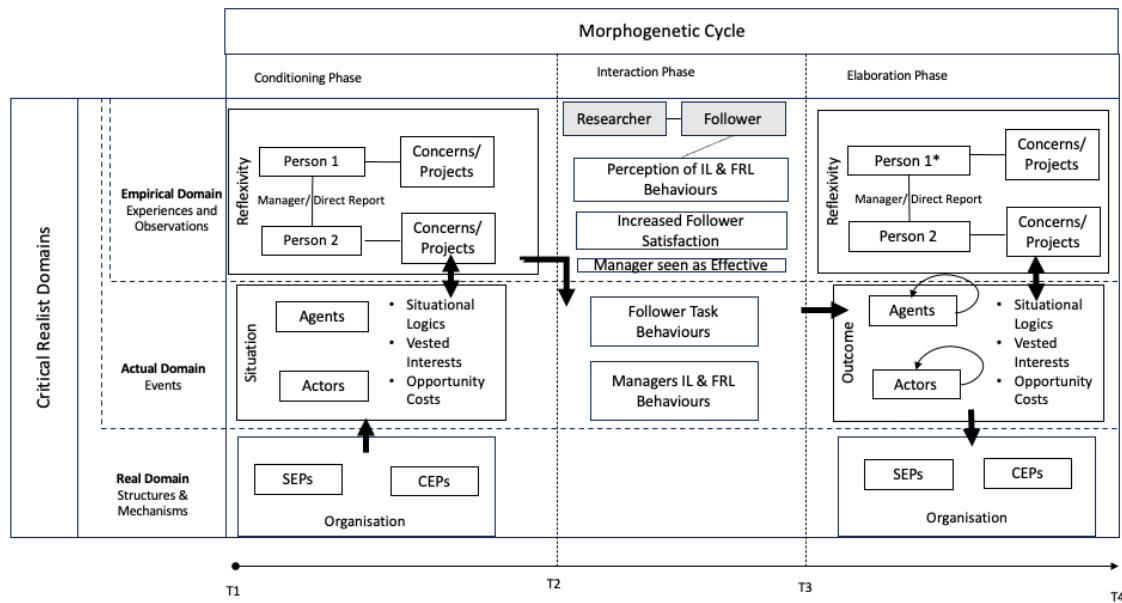 Morphogenetic Cycle
Conditioning Phase
Interaction Phase
Elaboration Phase
Critical Realist Domains
Empirical Domain
Experiences and
Observations
Reflexivity
Person 1
Concerns/
Projects
Manager/ Direct Report
Person 2
Concerns/
Projects
Researcher
Follower
Perception of IL & FRL
Behaviours
Increased Follower
Satisfaction
Manager seen as Effective
Reflexivity
Person 1*
Concerns/
Projects
Manager/ Direct Report
Person 2
Concerns/
Projects
Actual Domain
Events
Situation
Agents
Actors
• Situational
Logics
• Vested
Interests
• Opportunity
Costs
Follower Task
Behaviours
Managers IL & FRL
Behaviours
Outcome
Agents
Actors
• Situational
Logics
• Vested
Interests
• Opportunity
Costs
Real Domain
Structures &
Mechanisms
SEPs
CEPs
Organisation
SEPs
CEPs
Organisation
T1
T2
T3
T4